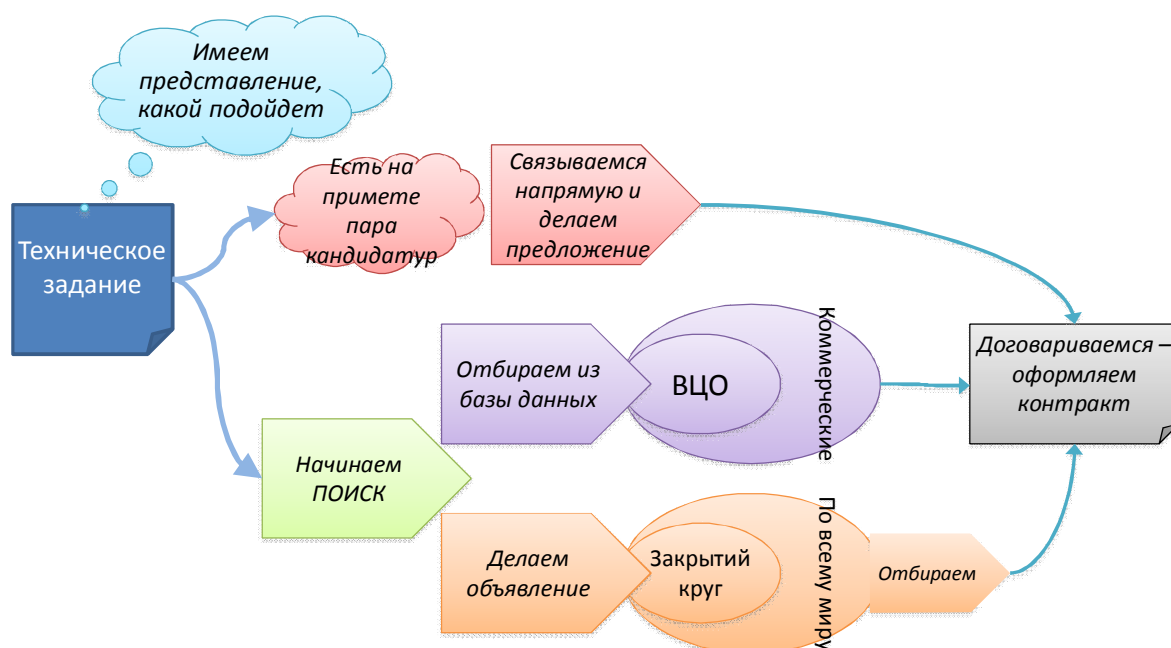 Имеем
представление,
какой подойдет
Техническое
задание
Есть на
примете
пара
кандидатур
Связываемся
напрямую и
делаем
предложение
Отбираем из
базы данных
ВЦО
Коммерческие
Договариваемся –
оформляем
контракт
Начинаем
ПОИСК
Делаем
объявление
Закрытий
круг
По всему миру
Отбираем